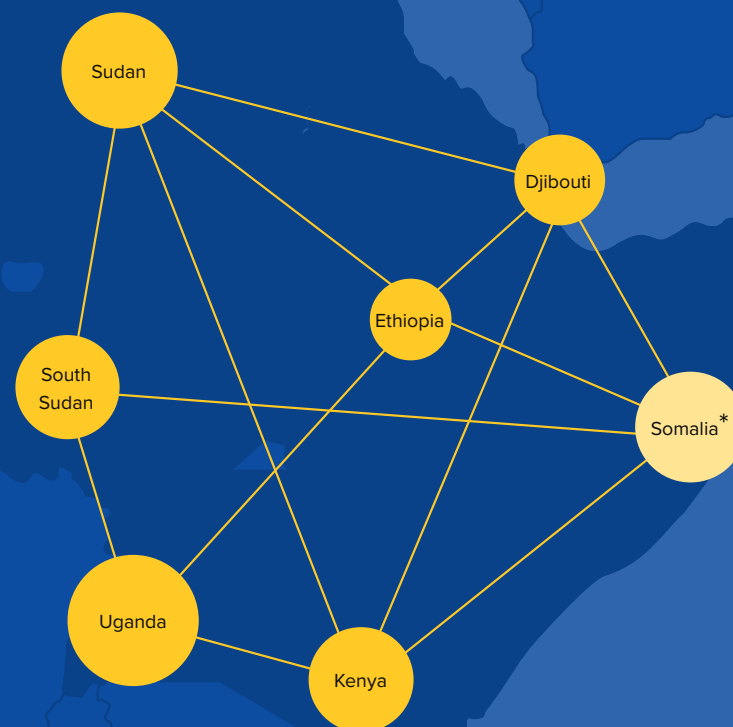 Sudan
Djibouti
Ethiopia
South
Sudan
Somalia*
Uganda
Kenya